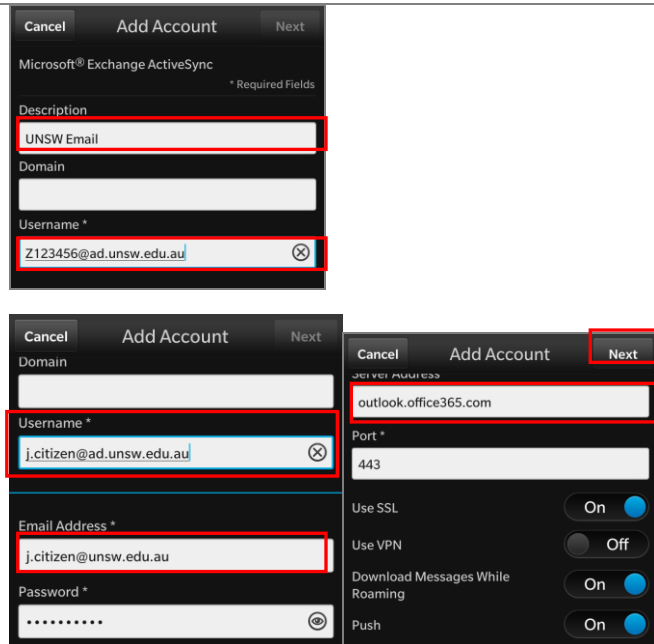 Cancel Add Account Next
Microsoft® Exchange ActiveSync
* Required Fields
Description
UNSW Email
Domain
Username *
Z123456@ad.unsw.edu.au
Cancel Add Account Next
Domain
Username *
j.citizen@ad.unsw.edu.au
Email Address *
j.citizen@unsw.edu.au
Password *
••••••••••
Cancel Add Account Next
Server Address
outlook.office365.com
Port *
443
Use SSL On
Use VPN Off
Download Messages While
Roaming On
Push On